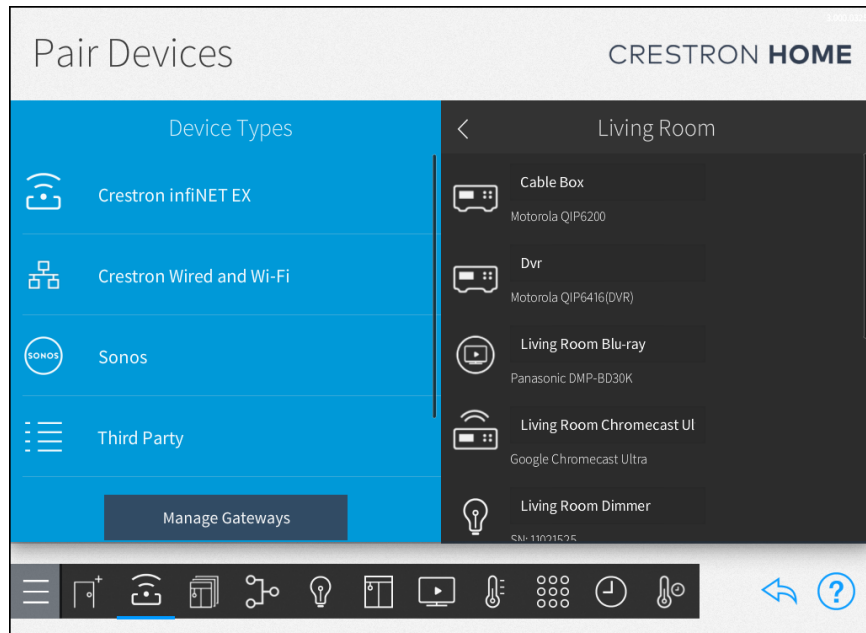 Pair Devices
CRESTRON HOME
Device Types
Crestron infiNET EX
Crestron Wired and Wi-Fi
SONOS
Sonos
Third Party
Manage Gateways
Living Room
Cable Box
Motorola QIP6200
Dvr
Motorola QIP6416(DVR)
Living Room Blu-ray
Panasonic DMP-BD30K
Living Room Chromecast Ul
Google Chromecast Ultra
Living Room Dimmer
SN: 11021525
?